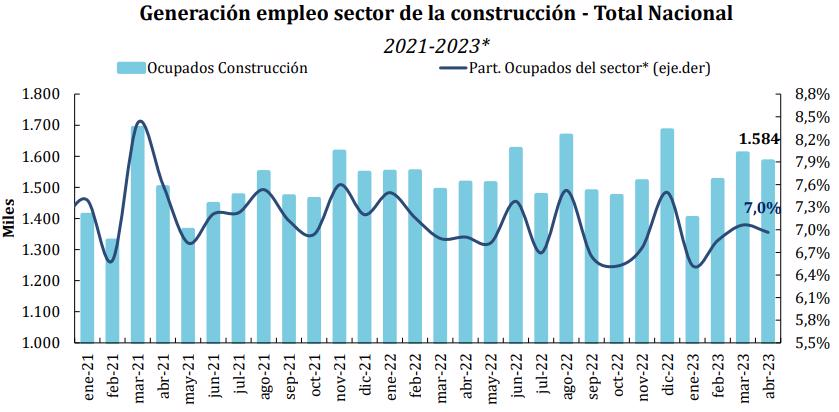 Generación empleo sector de la construcción - Total Nacional
2021-2023*
Ocupados Construcción
Part. Ocupados del sector* (eje.der)
Miles
1.800
1.700
1.600
1.500
1.400
1.300
1.200
1.100
1.000
8,8%
8,5%
8,2%
7,9%
7,6%
7,3%
7,0%
6,7%
6,4%
6,1%
5,8%
5,5%
1.584
7,0%
ene-21
feb-21
mar-21
abr-21
may-21
jun-21
jul-21
ago-21
sep-21
oct-21
nov-21
dic-21
ene-22
feb-22
mar-22
abr-22
may-22
jun-22
jul-22
ago-22
sep-22
oct-22
nov-22
dic-22
ene-23
feb-23
mar-23
abr-23